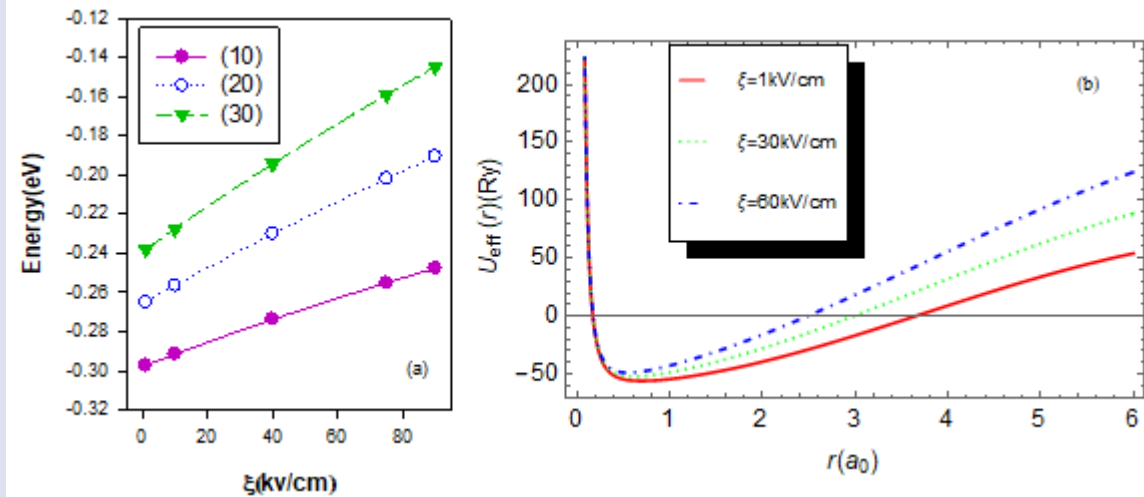 -0.12
-0.14
-0.16
-0.18
-0.20
-0.22
-0.24
-0.26
-0.28
-0.30
-0.32
Energy(eV)
(10)
(20)
(30)
(a)
0 20 40 60 80
ξ(kv/cm)
200
150
100
50
0
-50
U_eff (r)(Ry)
ξ=1kV/cm
ξ=30kV/cm
ξ=60kV/cm
(b)
0 1 2 3 4 5 6
r(a₀)